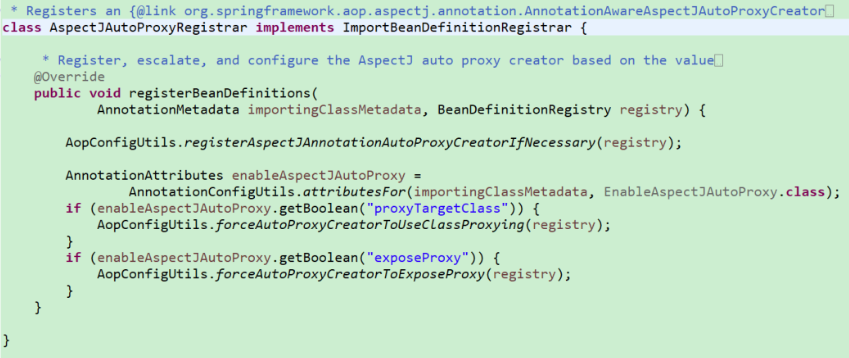 * Registers an {@link org.springframework.aop.aspectj.annotation.AnnotationAwareAspectJAutoProxyCreator
class AspectJAutoProxyRegistrar implements ImportBeanDefinitionRegistrar {
* Register, escalate, and configure the AspectJ auto proxy creator based on the value
@Override
public void registerBeanDefinitions(
AnnotationMetadata importingClassMetadata, BeanDefinitionRegistry registry) {
AopConfigUtils.registerAspectJAnnotationAutoProxyCreatorIfNecessary(registry);
AnnotationAttributes enableAspectJAutoProxy =
AnnotationConfigUtils.attributesFor(importingClassMetadata, EnableAspectJAutoProxy.class);
if (enableAspectJAutoProxy.getBoolean("proxyTargetClass")) {
AopConfigUtils.forceAutoProxyCreatorToUseClassProxying(registry);
}
if (enableAspectJAutoProxy.getBoolean("exposeProxy")) {
AopConfigUtils.forceAutoProxyCreatorToExposeProxy(registry);
}
}
}